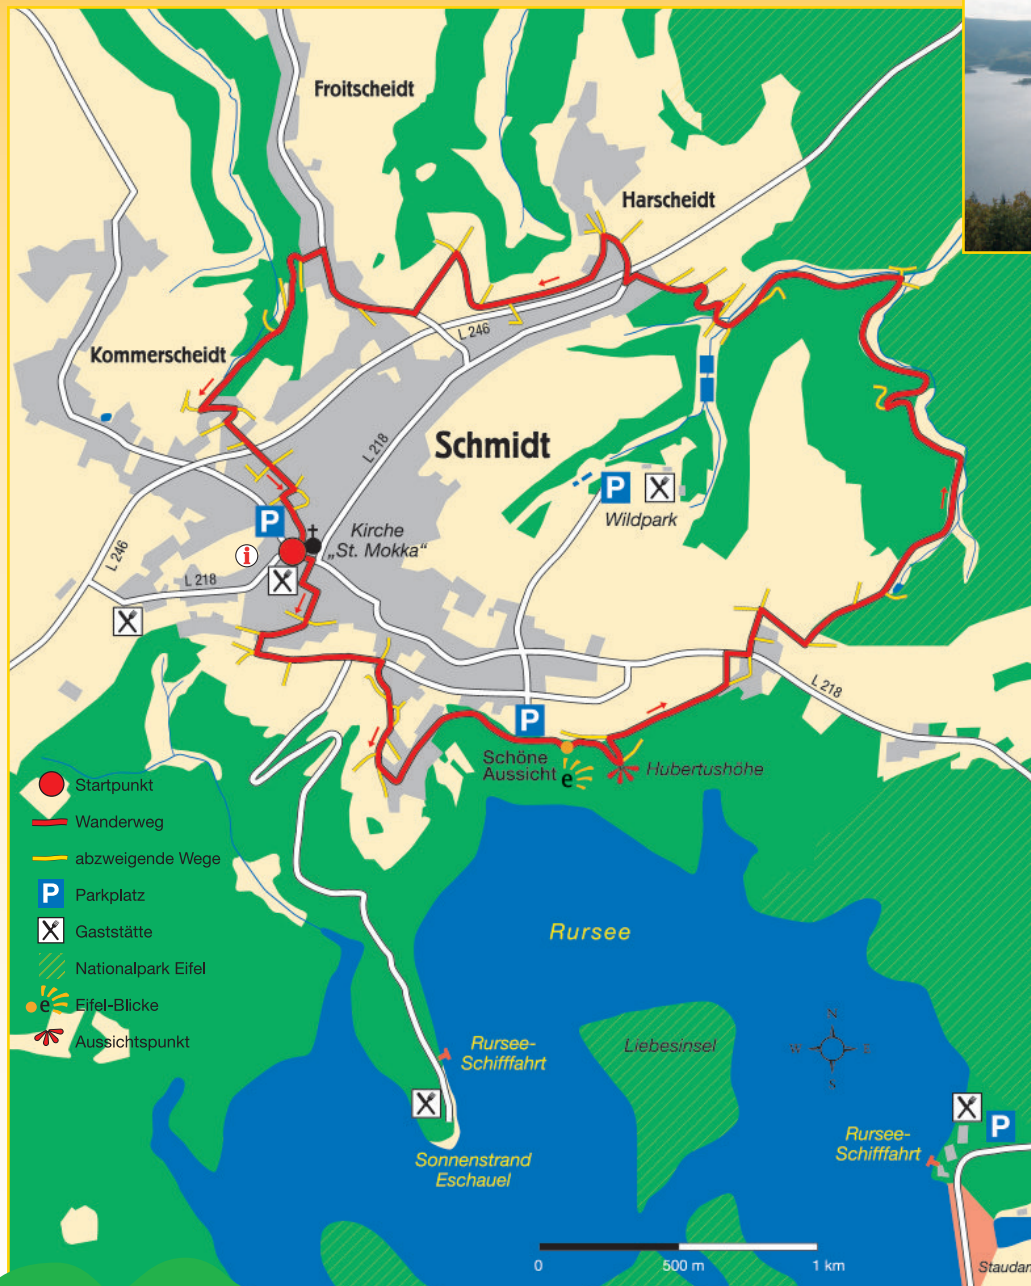 Froitscheidt
Harscheidt
L 246
Kommerscheidt
L 218
Schmidt
P
P
Wildpark
Kirche
„St. Mokka“
i
L 246
L 218
L 218
P
Schöne
Aussicht
e
Hubertushöhe
Startpunkt
Wanderweg
abzweigende Wege
P Parkplatz
Gaststätte
Nationalpark Eifel
e Eifel-Blicke
Aussichtspunkt
Rursee
Rursee-
Schifffahrt
Liebesinsel
N
W E
N
Sonnenstrand
Eschauel
P
Rursee-
Schifffahrt
0 500 m 1 km
Staudam